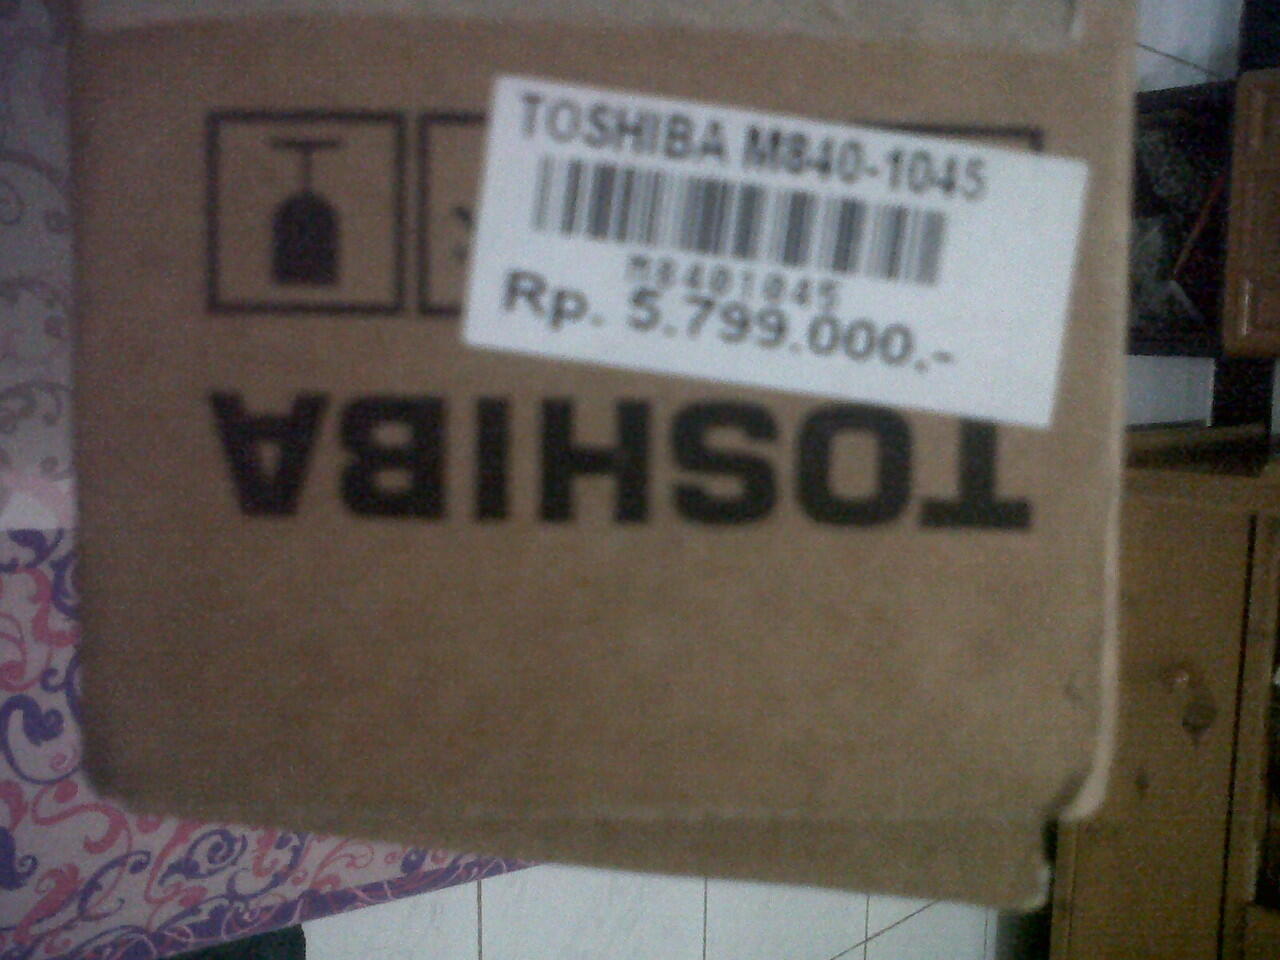 TOSHIBA M840-1045
M8401045
Rp. 5.799.000.-
TOSHIBA